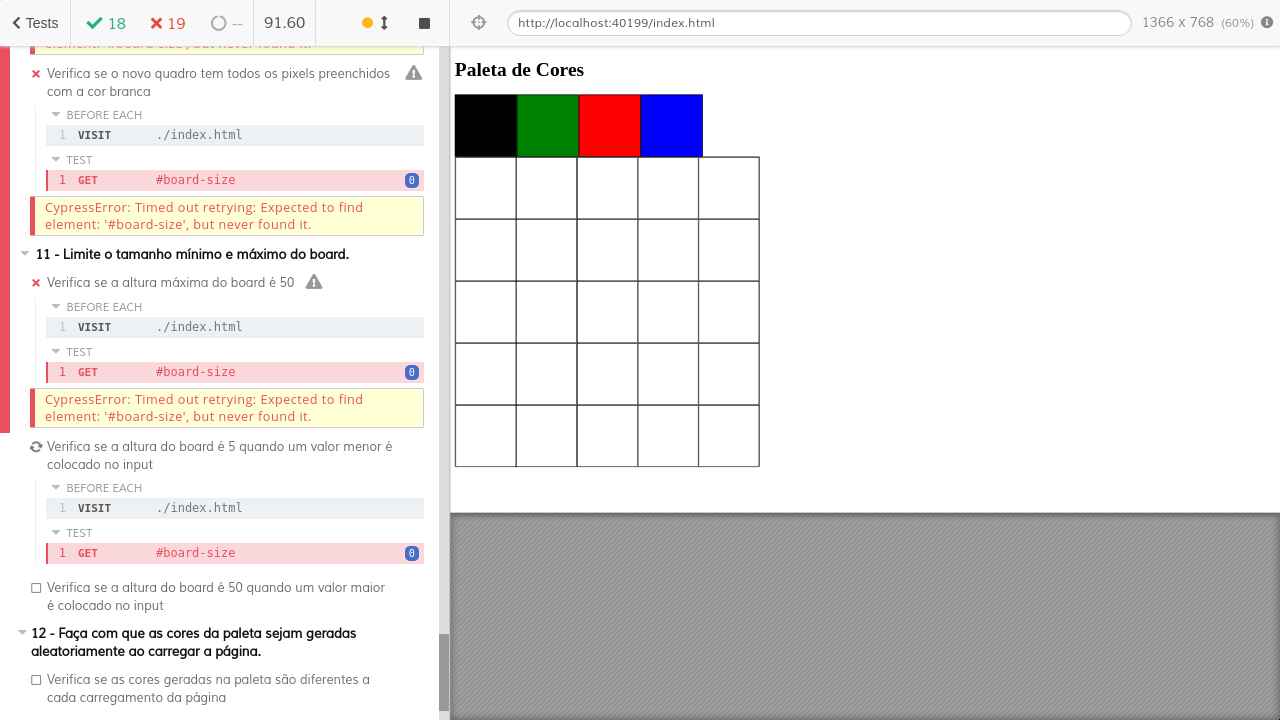 Tests 18 19 -- 91.60
http://localhost:40199/index.html 1366 x 768 (60%)
element: '#board-size', but never found it.
Verifica se o novo quadro tem todos os pixels preenchidos
com a cor branca
BEFORE EACH
1 VISIT ./index.html
TEST
1 GET #board-size 0
CypressError: Timed out retrying: Expected to find
element: '#board-size', but never found it.
11 - Limite o tamanho mínimo e máximo do board.
Verifica se a altura máxima do board é 50
BEFORE EACH
1 VISIT ./index.html
TEST
1 GET #board-size 0
CypressError: Timed out retrying: Expected to find
element: '#board-size', but never found it.
Verifica se a altura do board é 5 quando um valor menor é
colocado no input
BEFORE EACH
1 VISIT ./index.html
TEST
1 GET #board-size 0
Verifica se a altura do board é 50 quando um valor maior
é colocado no input
12 - Faça com que as cores da paleta sejam geradas
aleatoriamente ao carregar a página.
Verifica se as cores geradas na paleta são diferentes a
cada carregamento da página
Paleta de Cores